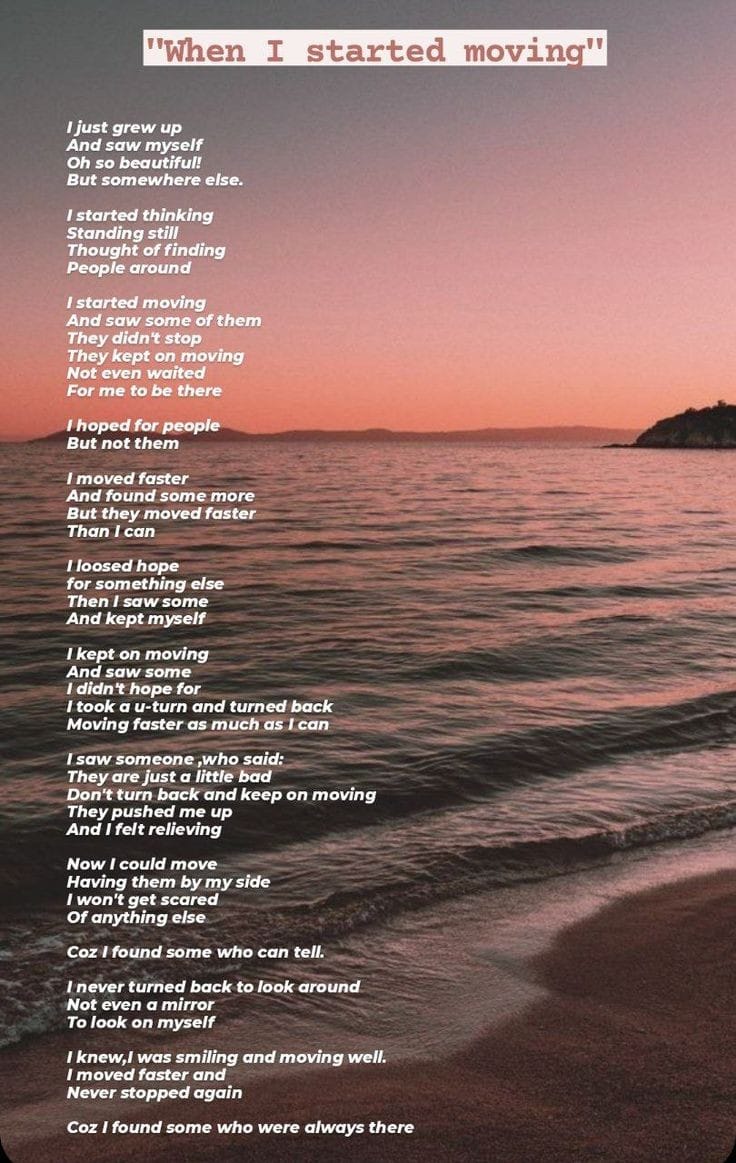 "When I started moving"
I just grew up
And saw myself
Oh so beautiful!
But somewhere else.
I started thinking
Standing still
Thought of finding
People around
I started moving
And saw some of them
They didn't stop
They kept on moving
Not even waited
For me to be there
I hoped for people
But not them
I moved faster
And found some more
But they moved faster
Than I can
I loosed hope
for something else
Then I saw some
And kept myself
I kept on moving
And saw some
I didn't hope for
I took a u-turn and turned back
Moving faster as much as I can
I saw someone ,who said:
They are just a little bad
Don't turn back and keep on moving
They pushed me up
And I felt relieving
Now I could move
Having them by my side
I won't get scared
Of anything else
Coz I found some who can tell.
I never turned back to look around
Not even a mirror
To look on myself
I knew,I was smiling and moving well.
I moved faster and
Never stopped again
Coz I found some who were always there